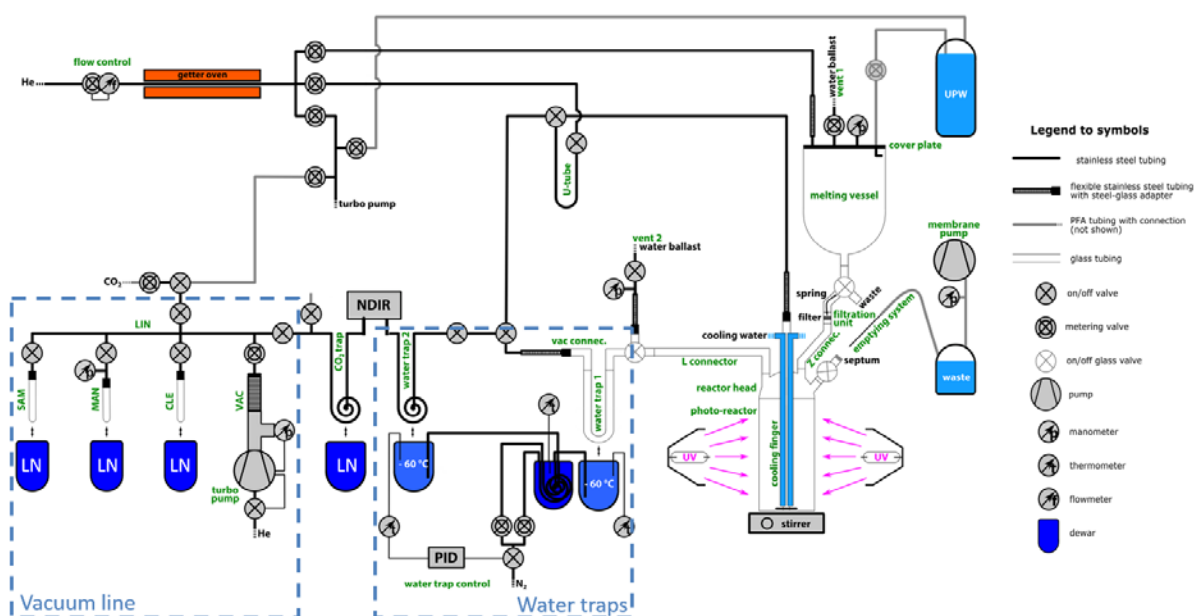 flow control
He
getter oven
water ballast
vent 1
UPW
cover plate
melting vessel
U-tube
turbo pump
vent 2
water ballast
membrane
pump
CO₂
NDIR
LIN
spring
waste
filter
filtration
unit
cooling water
Z connec.
emptying system
septum
waste
SAM
MAN
CLE
VAC
CO₂ trap
water trap 2
vac connec.
water trap 1
L connector
reactor head
photo-reactor
cooling finger
UV
UV
LN
LN
LN
LN
- 60 °C
- 60 °C
turbo
pump
He
PID
N₂
water trap control
stirrer
Vacuum line
Water traps
Legend to symbols
stainless steel tubing
flexible stainless steel tubing
with steel-glass adapter
PFA tubing with connection
(not shown)
glass tubing
on/off valve
metering valve
on/off glass valve
pump
manometer
thermometer
flowmeter
dewar